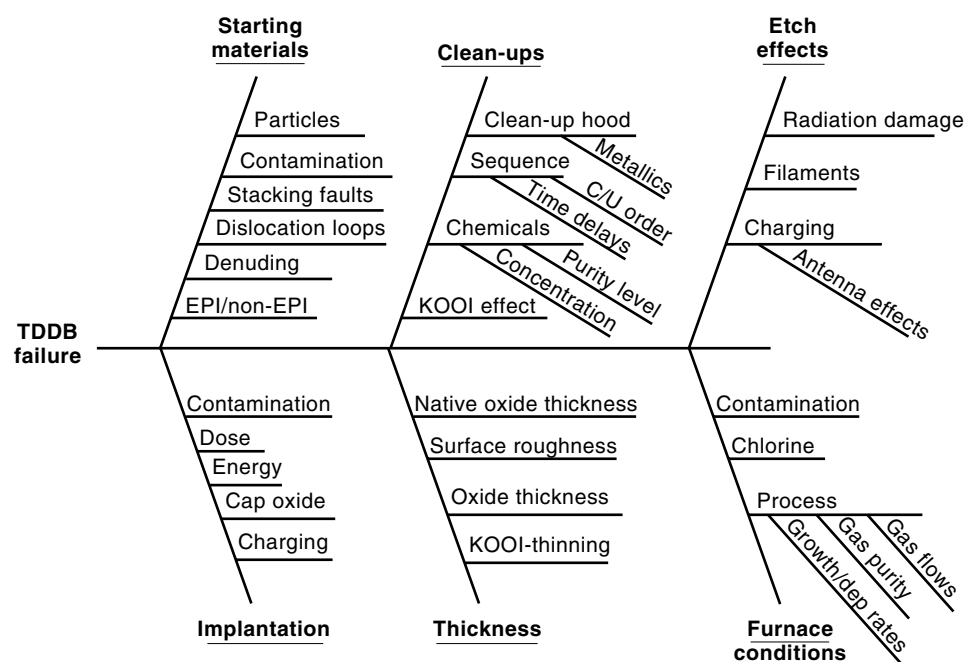 Starting
materials
Clean-ups
Etch
effects
Particles
Contamination
Stacking faults
Dislocation loops
Denuding
EPI/non-EPI
Clean-up hood
Metallics
Sequence
C/U order
Time delays
Chemicals
Purity level
Concentration
KOOI effect
Radiation damage
Filaments
Charging
Antenna effects
TDDB
failure
Contamination
Dose
Energy
Cap oxide
Charging
Implantation
Native oxide thickness
Surface roughness
Oxide thickness
KOOI-thinning
Thickness
Contamination
Chlorine
Process
Growth/dep rates
Gas purity
Gas flows
Furnace
conditions